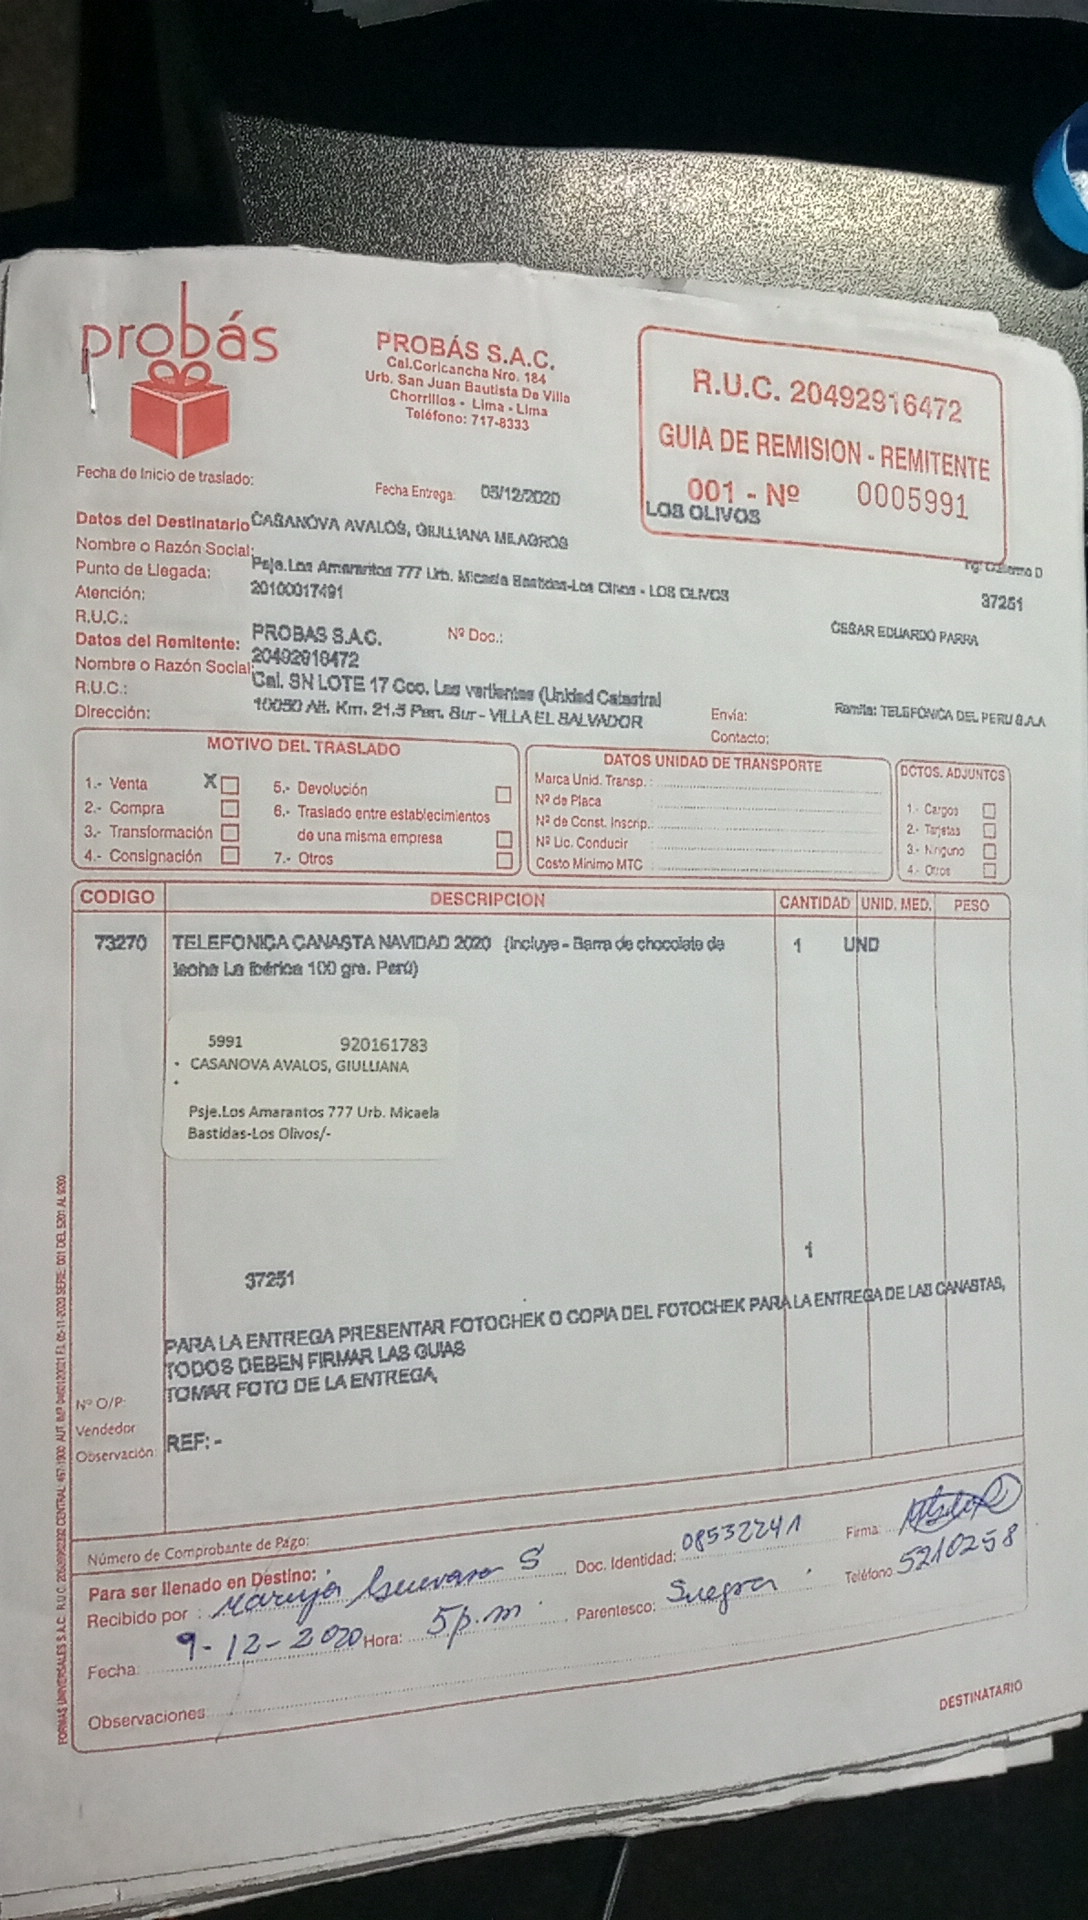 probás
PROBÁS S.A.C.
Cal.Coricancha Nro. 184
Urb. San Juan Bautista De Villa
Chorrillos - Lima - Lima
Teléfono: 717-8333
R.U.C. 20492916472
GUIA DE REMISION - REMITENTE
001 - Nº 0005991
LOS OLIVOS
Fecha de Inicio de traslado:
Fecha Entrega: 05/12/2020
Datos del Destinatario CASANOVA AVALOS, GIULLIANA MILAGROS
Nombre o Razón Social:
Punto de Llegada: Psje.Los Amarantos 777 Urb. Micaela Bastidas-Los Olivos - LOS OLIVOS
Atención: 20100017491
37251
R.U.C.:
Datos del Remitente: PROBAS S.A.C. Nº Doc.: CESAR EDUARDO PARRA
Nombre o Razón Social: 20492916472
R.U.C.: Cal. SN LOTE 17 Coo. Las vertientes (Unidad Catastral
Dirección: 10050 Alt. Km. 21.5 Pan. Sur - VILLA EL SALVADOR
Envía: Remite: TELEFONICA DEL PERU S.A.A
Contacto:
MOTIVO DEL TRASLADO
1.- Venta X
2.- Compra
3.- Transformación
4.- Consignación
5.- Devolución
6.- Traslado entre establecimientos
de una misma empresa
7.- Otros
DATOS UNIDAD DE TRANSPORTE
Marca Unid. Transp. :
Nº de Placa
Nº de Const. Inscrip.:
Nº Lic. Conducir
Costo Minimo MTC :
DCTOS. ADJUNTOS
1.- Cargos
2.- Tarjetas
3.- Ninguno
4.- Otros
CODIGO DESCRIPCION CANTIDAD UNID. MED. PESO
73270 TELEFONICA CANASTA NAVIDAD 2020 (Incluye - Barra de chocolate de 1 UND
leche La Ibérica 100 grs. Perú)
5991 920161783
CASANOVA AVALOS, GIULLIANA
Psje.Los Amarantos 777 Urb. Micaela
Bastidas-Los Olivos/-
1
37251
PARA LA ENTREGA PRESENTAR FOTOCHEK O COPIA DEL FOTOCHEK PARA LA ENTREGA DE LAS CANASTAS,
TODOS DEBEN FIRMAR LAS GUIAS
TOMAR FOTO DE LA ENTREGA
Nº O/P
Vendedor
Observación: REF: -
Número de Comprobante de Pago:
Para ser llenado en Destino:
Recibido por : Maruja Guevara S Doc. Identidad: 08532241 Firma:
Fecha: 9-12-2020 Hora: 5 p.m. Parentesco: Suegra Teléfono: 5210258
Observaciones
DESTINATARIO